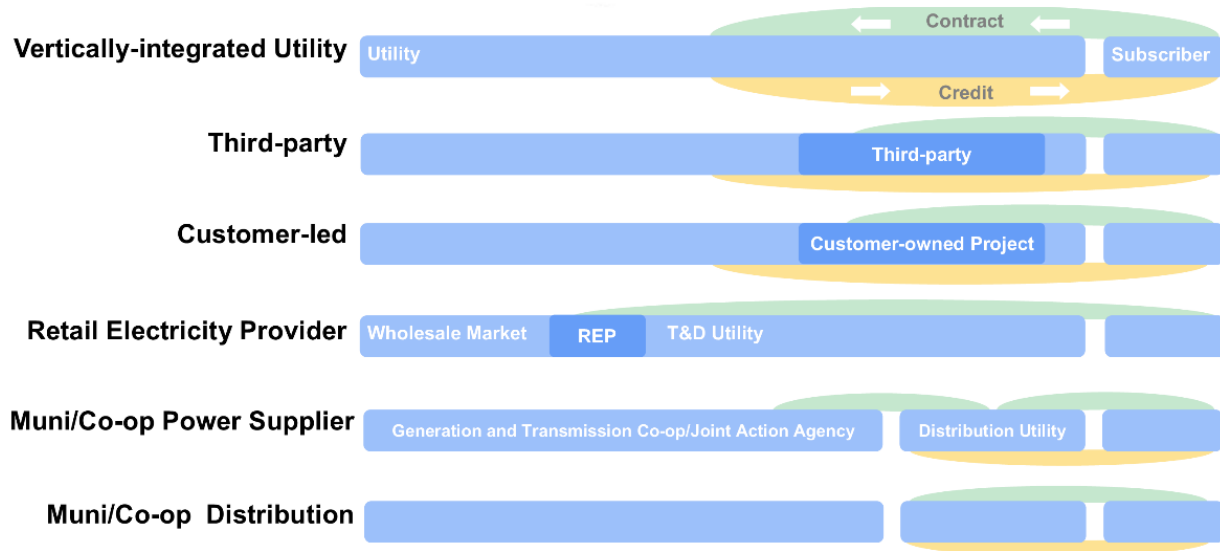 Contract
Vertically-integrated Utility
Utility
Subscriber
Credit
Third-party
Third-party
Customer-led
Customer-owned Project
Retail Electricity Provider
Wholesale Market
REP
T&D Utility
Muni/Co-op Power Supplier
Generation and Transmission Co-op/Joint Action Agency
Distribution Utility
Muni/Co-op Distribution